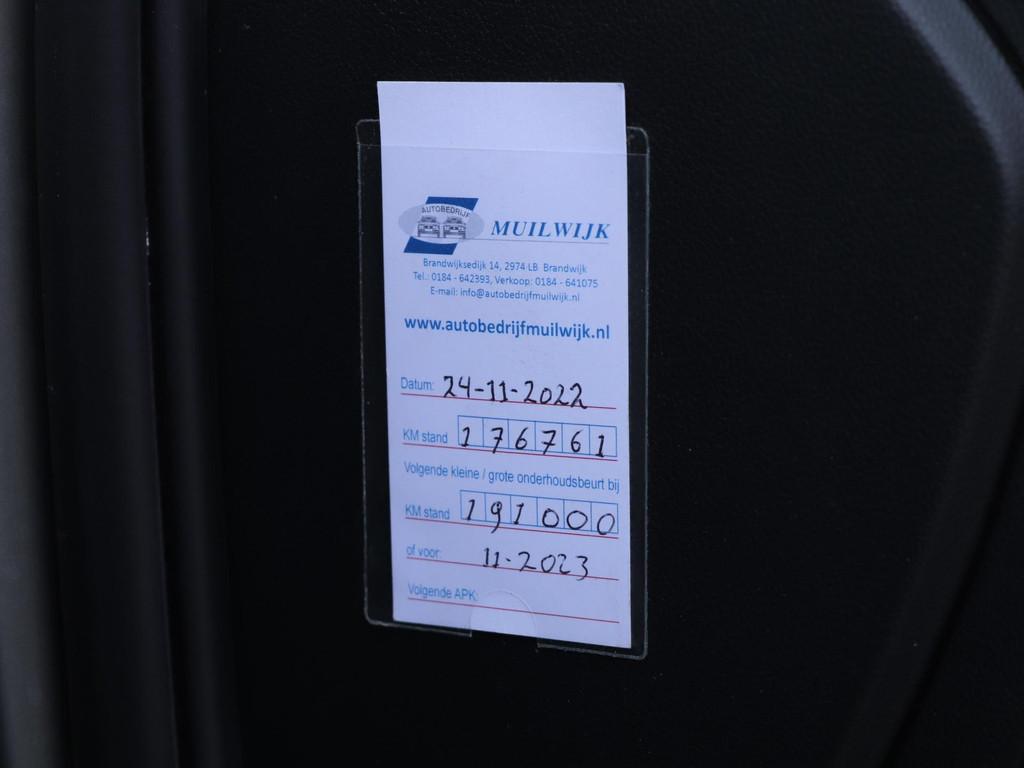 AUTOBEDRIJF
MUILWIJK
Brandwijksedijk 14, 2974 LB Brandwijk
Tel.: 0184 - 642393, Verkoop: 0184 - 641075
E-mail: info@autobedrijfmuilwijk.nl
www.autobedrijfmuilwijk.nl
Datum: 24-11-2022
KM stand 176761
Volgende kleine / grote onderhoudsbeurt bij
KM stand 191000
of voor: 11-2023
Volgende APK: